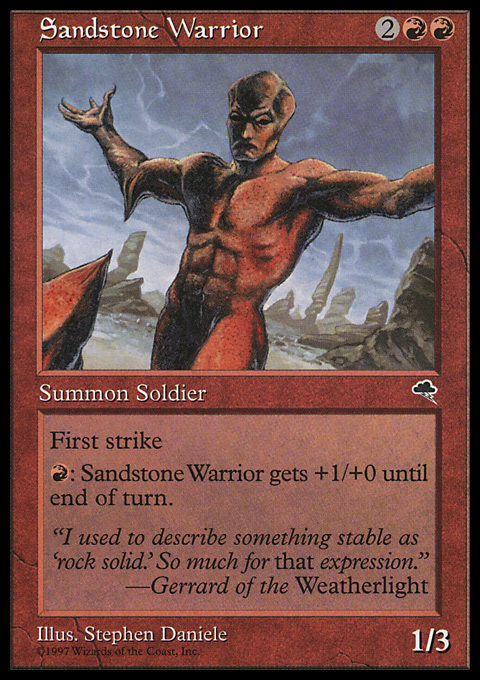 Sandstone Warrior 2
Summon Soldier
First strike
: Sandstone Warrior gets +1/+0 until
end of turn.
"I used to describe something stable as
'rock solid.' So much for that expression."
—Gerrard of the Weatherlight
Illus. Stephen Daniele
©1997 Wizards of the Coast, Inc.
1/3